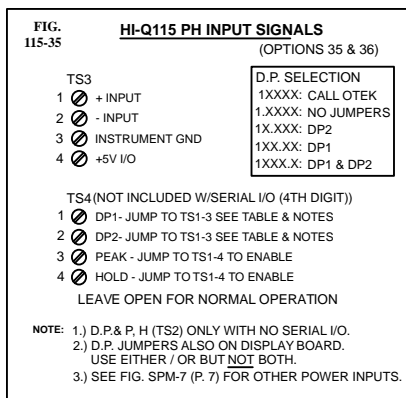 FIG.
115-35
HI-Q115 PH INPUT SIGNALS
(OPTIONS 35 & 36)
TS3
1 + INPUT
2 - INPUT
3 INSTRUMENT GND
4 +5V I/O
D.P. SELECTION
1XXXX: CALL OTEK
1.XXXX: NO JUMPERS
1X.XXX: DP2
1XX.XX: DP1
1XXX.X: DP1 & DP2
TS4 (NOT INCLUDED W/SERIAL I/O (4TH DIGIT))
1 DP1- JUMP TO TS1-3 SEE TABLE & NOTES
2 DP2- JUMP TO TS1-3 SEE TABLE & NOTES
3 PEAK - JUMP TO TS1-4 TO ENABLE
4 HOLD - JUMP TO TS1-4 TO ENABLE
LEAVE OPEN FOR NORMAL OPERATION
NOTE: 1.) D.P.& P, H (TS2) ONLY WITH NO SERIAL I/O.
2.) D.P. JUMPERS ALSO ON DISPLAY BOARD.
USE EITHER / OR BUT NOT BOTH.
3.) SEE FIG. SPM-7 (P. 7) FOR OTHER POWER INPUTS.